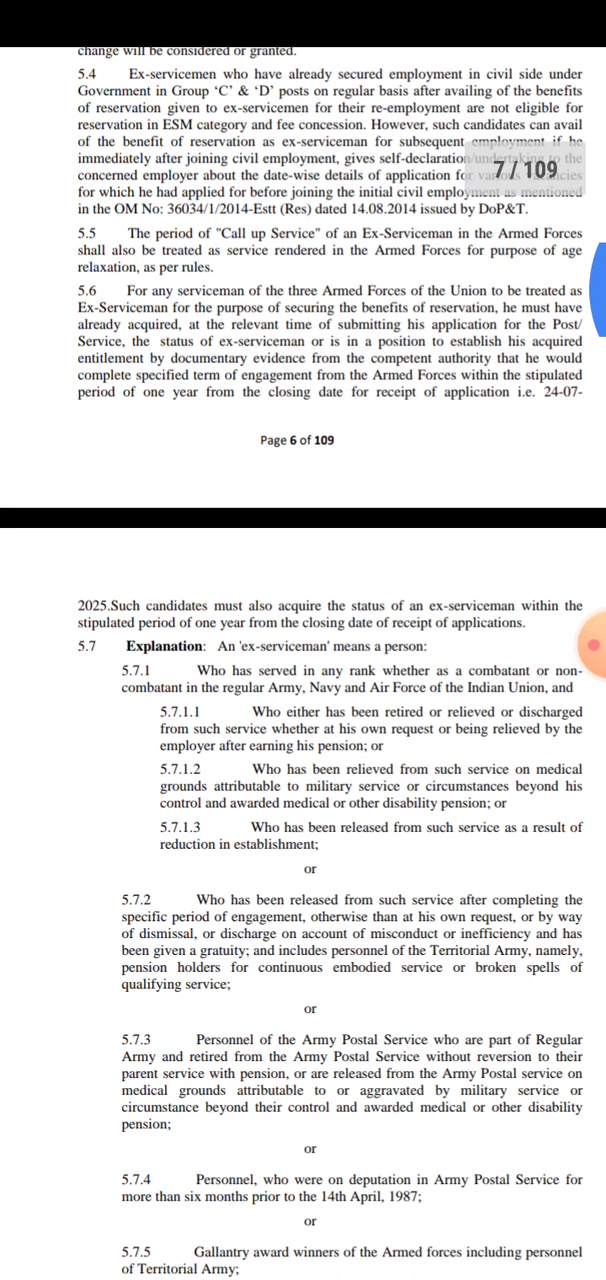 change will be considered or granted.
5.4 Ex-servicemen who have already secured employment in civil side under
Government in Group ‘C’ & ‘D’ posts on regular basis after availing of the benefits
of reservation given to ex-servicemen for their re-employment are not eligible for
reservation in ESM category and fee concession. However, such candidates can avail
of the benefit of reservation as ex-serviceman for subsequent employment if he
immediately after joining civil employment, gives self-declaration/undertaking to the
concerned employer about the date-wise details of application for various vacancies
for which he had applied for before joining the initial civil employment as mentioned
in the OM No: 36034/1/2014-Estt (Res) dated 14.08.2014 issued by DoP&T.
7 / 109
5.5 The period of "Call up Service" of an Ex-Serviceman in the Armed Forces
shall also be treated as service rendered in the Armed Forces for purpose of age
relaxation, as per rules.
5.6 For any serviceman of the three Armed Forces of the Union to be treated as
Ex-Serviceman for the purpose of securing the benefits of reservation, he must have
already acquired, at the relevant time of submitting his application for the Post/
Service, the status of ex-serviceman or is in a position to establish his acquired
entitlement by documentary evidence from the competent authority that he would
complete specified term of engagement from the Armed Forces within the stipulated
period of one year from the closing date for receipt of application i.e. 24-07-
Page 6 of 109
2025.Such candidates must also acquire the status of an ex-serviceman within the
stipulated period of one year from the closing date of receipt of applications.
5.7 Explanation: An 'ex-serviceman' means a person:
5.7.1 Who has served in any rank whether as a combatant or non-
combatant in the regular Army, Navy and Air Force of the Indian Union, and
5.7.1.1 Who either has been retired or relieved or discharged
from such service whether at his own request or being relieved by the
employer after earning his pension; or
5.7.1.2 Who has been relieved from such service on medical
grounds attributable to military service or circumstances beyond his
control and awarded medical or other disability pension; or
5.7.1.3 Who has been released from such service as a result of
reduction in establishment;
or
5.7.2 Who has been released from such service after completing the
specific period of engagement, otherwise than at his own request, or by way
of dismissal, or discharge on account of misconduct or inefficiency and has
been given a gratuity; and includes personnel of the Territorial Army, namely,
pension holders for continuous embodied service or broken spells of
qualifying service;
or
5.7.3 Personnel of the Army Postal Service who are part of Regular
Army and retired from the Army Postal Service without reversion to their
parent service with pension, or are released from the Army Postal service on
medical grounds attributable to or aggravated by military service or
circumstance beyond their control and awarded medical or other disability
pension;
or
5.7.4 Personnel, who were on deputation in Army Postal Service for
more than six months prior to the 14th April, 1987;
or
5.7.5 Gallantry award winners of the Armed forces including personnel
of Territorial Army;